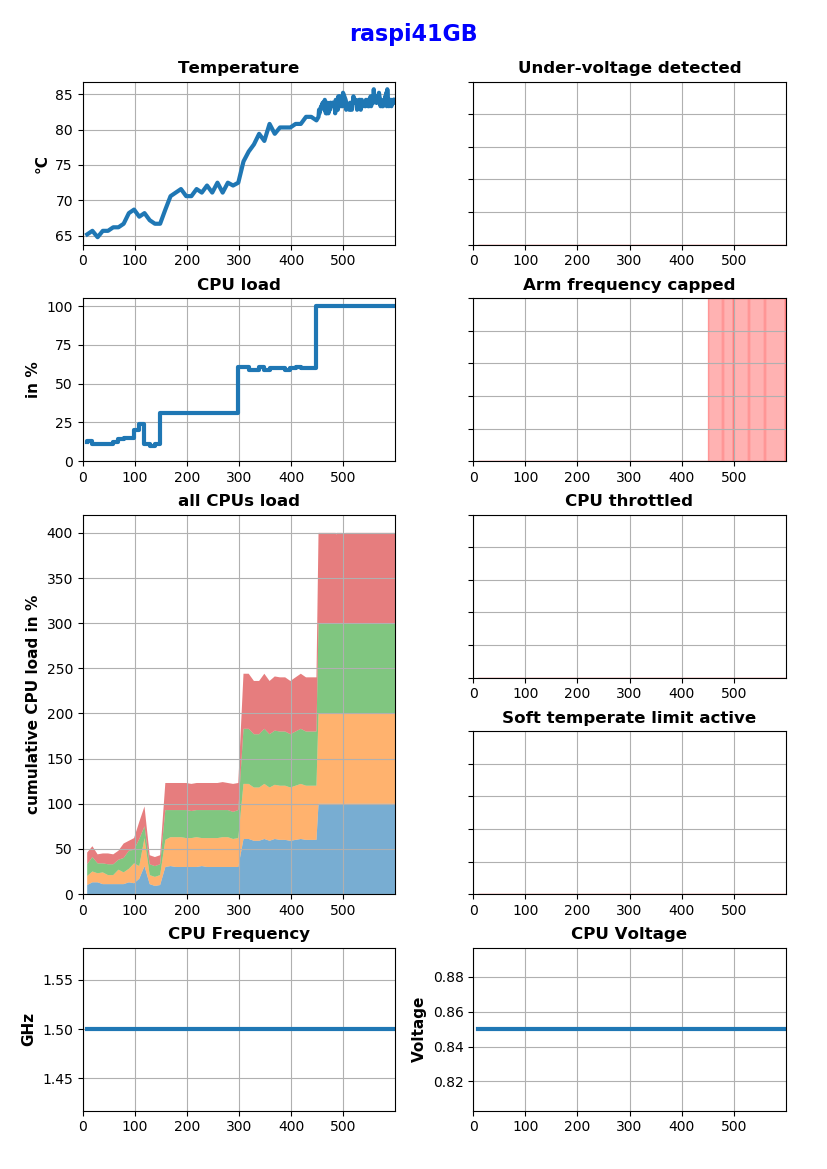 raspi41GB
Temperature
°C
85
80
75
70
65
0 100 200 300 400 500
Under-voltage detected
0 100 200 300 400 500
CPU load
in %
100
75
50
25
0
0 100 200 300 400 500
Arm frequency capped
0 100 200 300 400 500
all CPUs load
cumulative CPU load in %
400
350
300
250
200
150
100
50
0
0 100 200 300 400 500
CPU throttled
0 100 200 300 400 500
Soft temperate limit active
0 100 200 300 400 500
CPU Frequency
GHz
1.55
1.50
1.45
0 100 200 300 400 500
CPU Voltage
Voltage
0.88
0.86
0.84
0.82
0 100 200 300 400 500